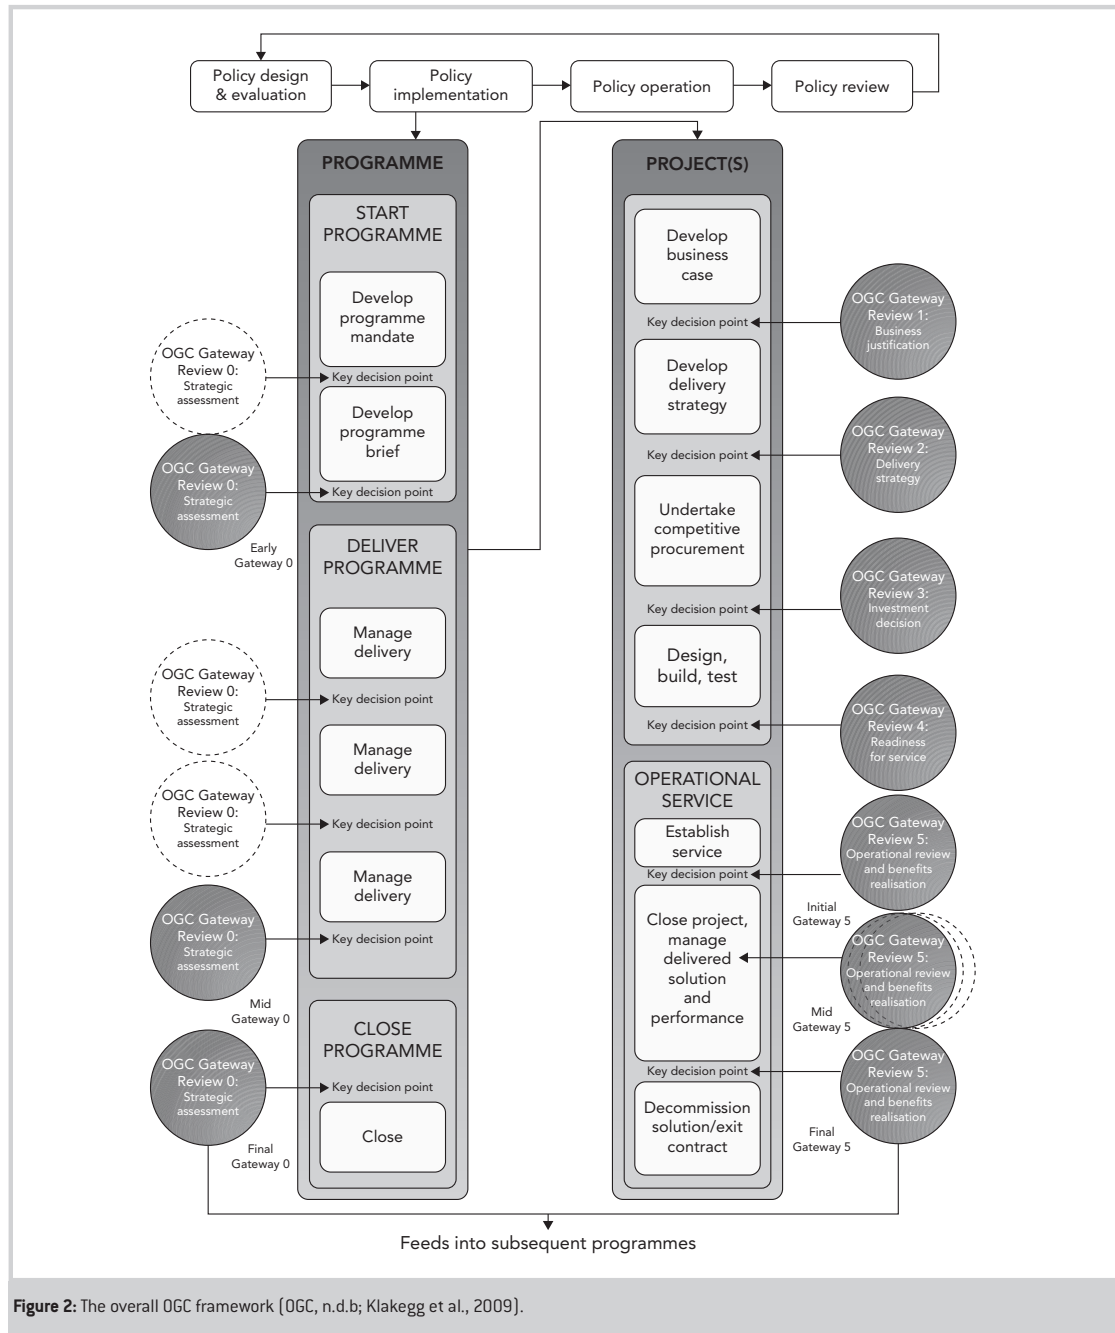 Policy design
& evaluation
Policy
implementation
Policy operation
Policy review
PROGRAMME
START
PROGRAMME
Develop
programme
mandate
OGC Gateway
Review 0:
Strategic
assessment
Key decision point
Develop
programme
brief
OGC Gateway
Review 0:
Strategic
assessment
Key decision point
Early
Gateway 0
DELIVER
PROGRAMME
Manage
delivery
OGC Gateway
Review 0:
Strategic
assessment
Key decision point
Manage
delivery
OGC Gateway
Review 0:
Strategic
assessment
Key decision point
Manage
delivery
OGC Gateway
Review 0:
Strategic
assessment
Key decision point
Mid
Gateway 0
CLOSE
PROGRAMME
OGC Gateway
Review 0:
Strategic
assessment
Key decision point
Final
Gateway 0
Close
PROJECT(S)
Develop
business
case
Key decision point
OGC Gateway
Review 1:
Business
justification
Develop
delivery
strategy
Key decision point
OGC Gateway
Review 2:
Delivery
strategy
Undertake
competitive
procurement
Key decision point
OGC Gateway
Review 3:
Investment
decision
Design,
build, test
Key decision point
OGC Gateway
Review 4:
Readiness
for service
OPERATIONAL
SERVICE
Establish
service
Key decision point
OGC Gateway
Review 5:
Operational review
and benefits
realisation
Initial
Gateway 5
Close project,
manage
delivered
solution
and
performance
OGC Gateway
Review 5:
Operational review
and benefits
realisation
Mid
Gateway 5
Key decision point
OGC Gateway
Review 5:
Operational review
and benefits
realisation
Final
Gateway 5
Decommission
solution/exit
contract
Feeds into subsequent programmes
Figure 2: The overall OGC framework (OGC, n.d.b; Klakegg et al., 2009).